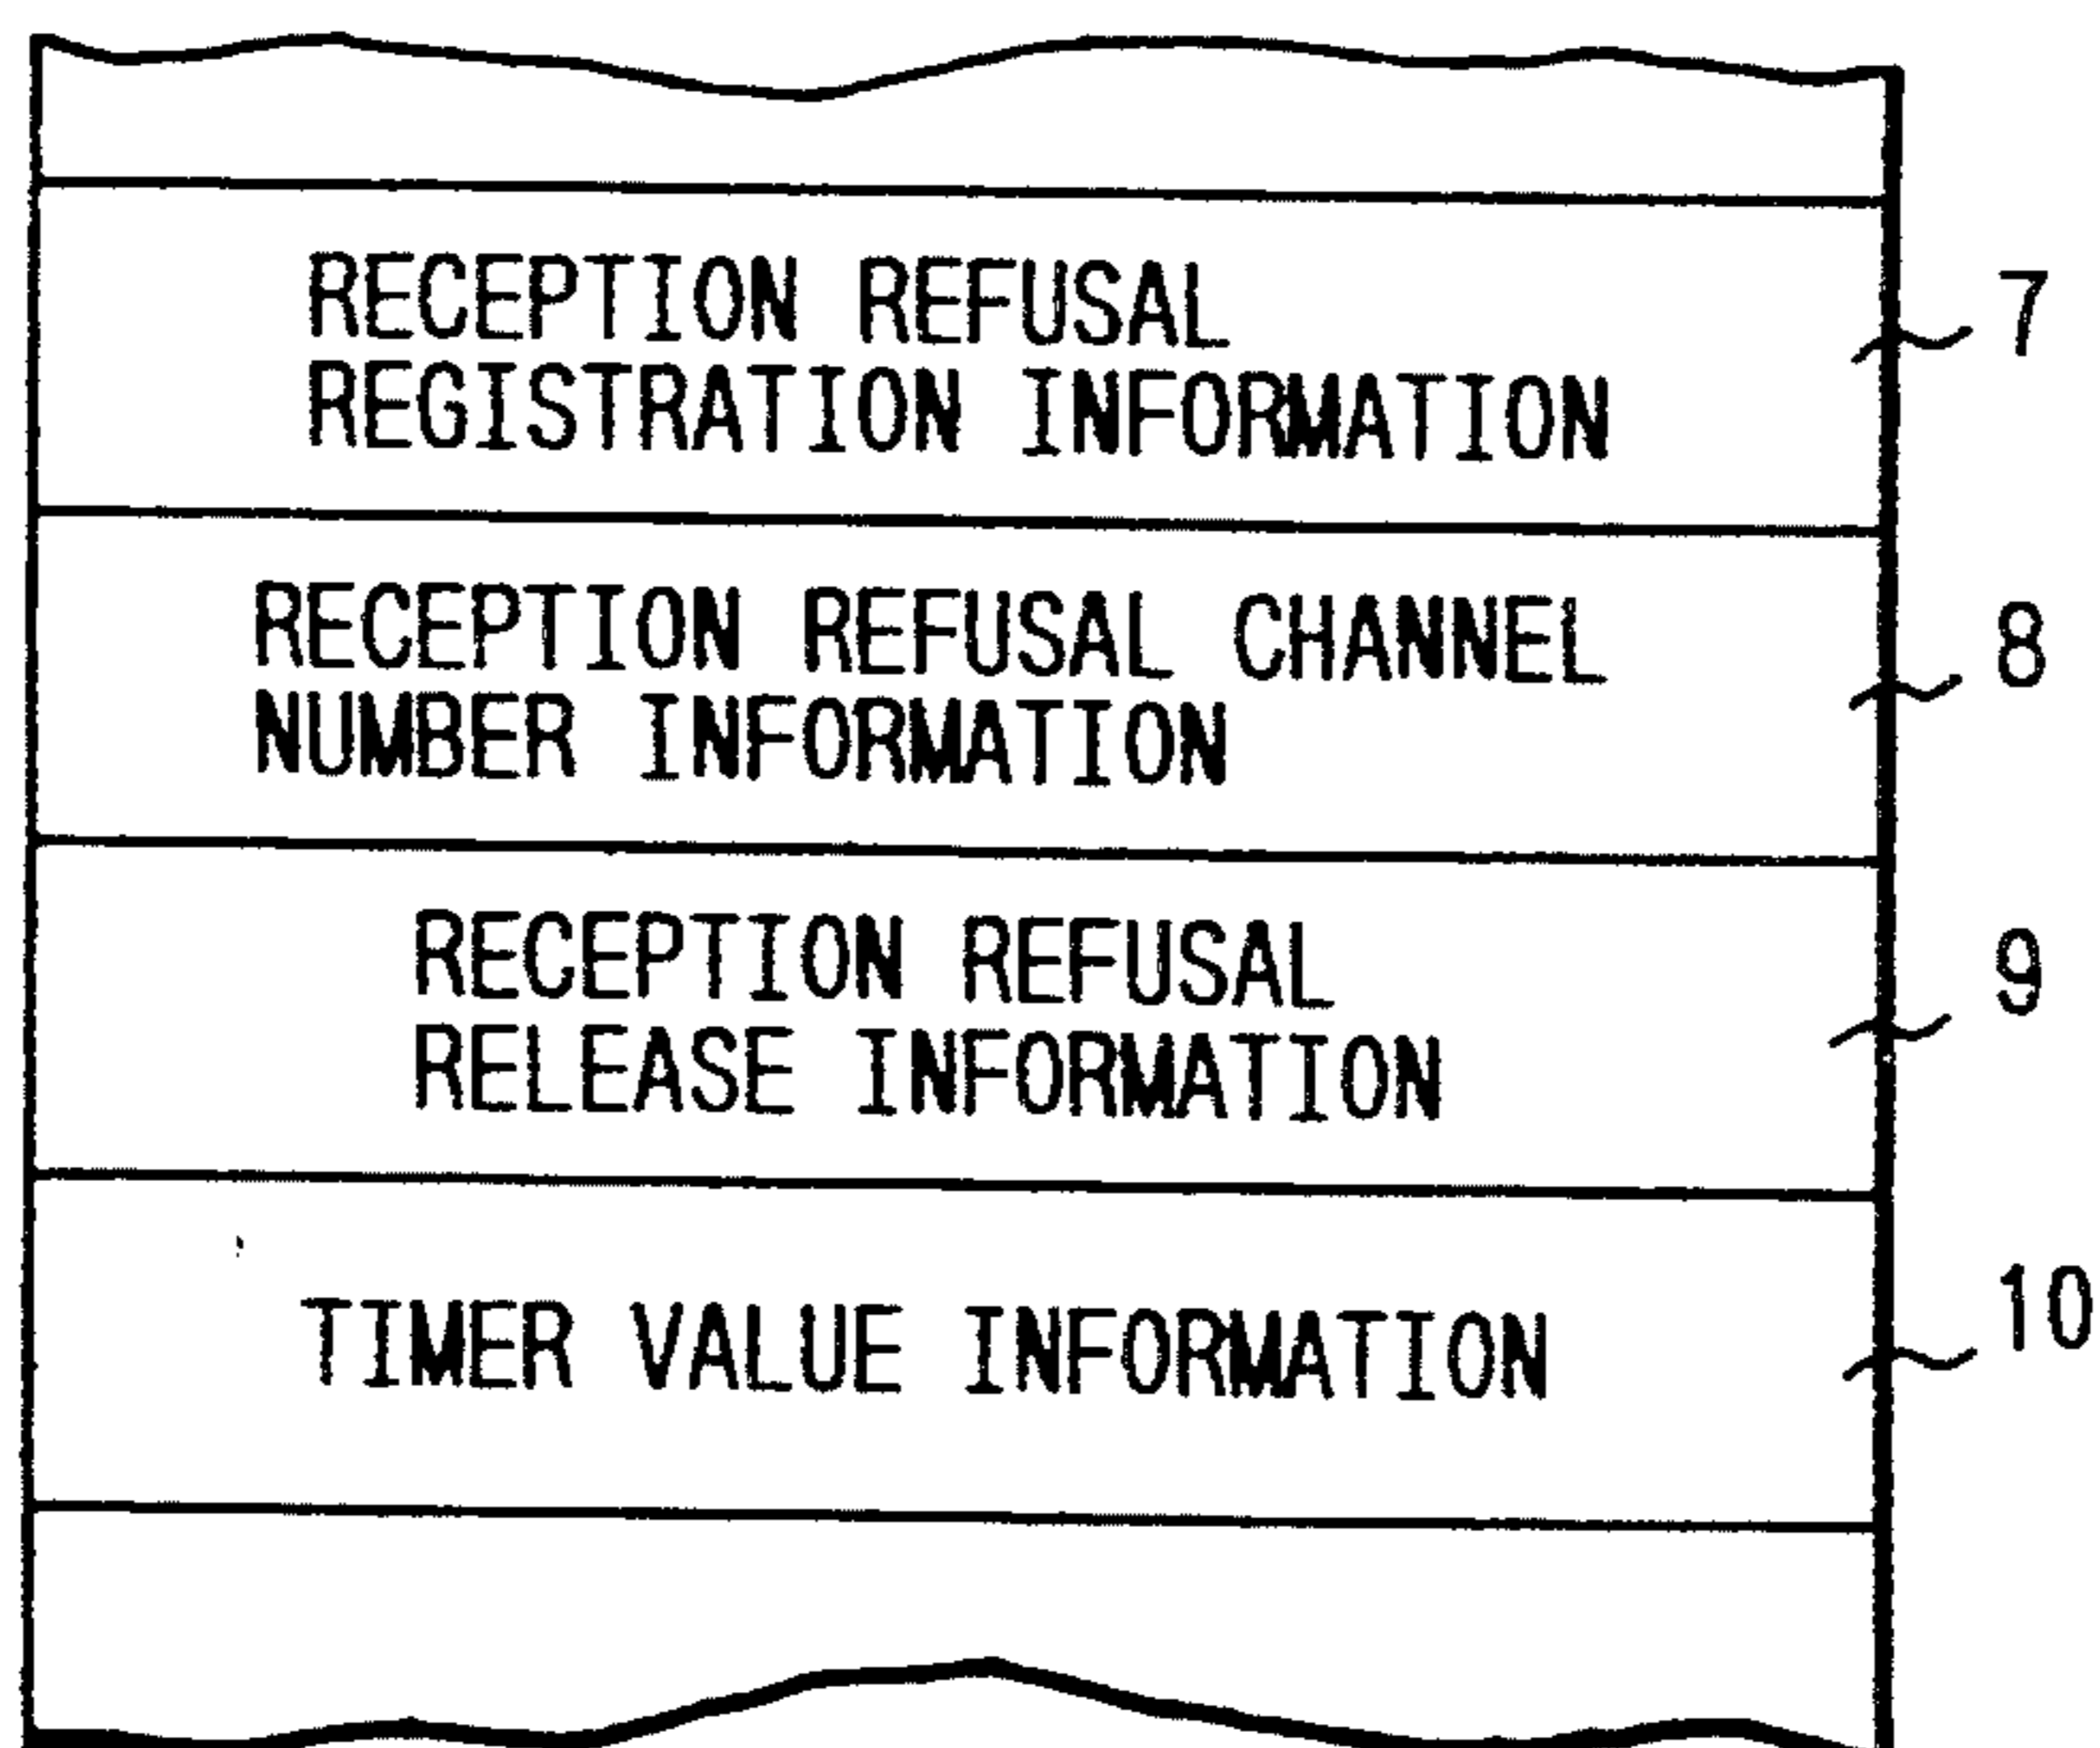 RECEPTION REFUSAL
REGISTRATION INFORMATION
7
RECEPTION REFUSAL CHANNEL
NUMBER INFORMATION
8
RECEPTION REFUSAL
RELEASE INFORMATION
9
TIMER VALUE INFORMATION
10